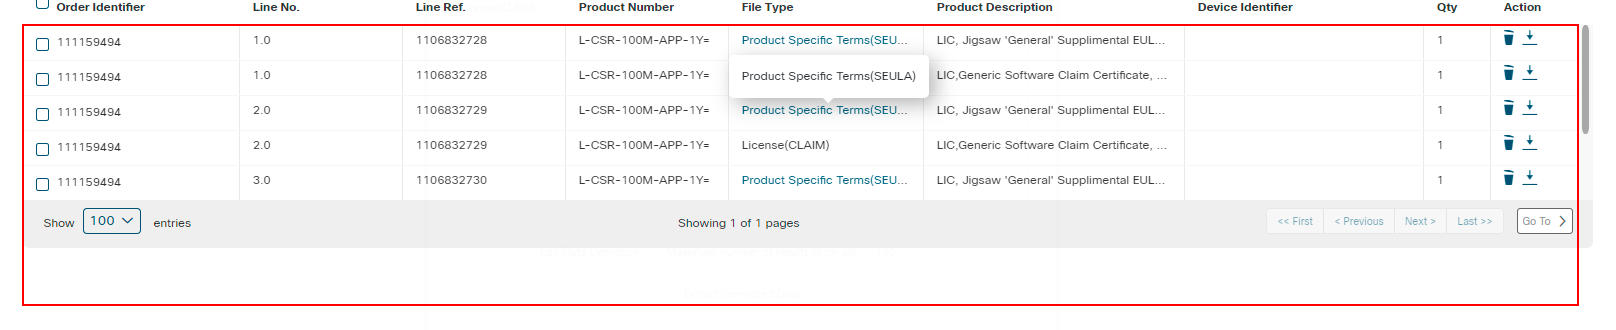 Order Identifier Line No. Line Ref. Product Number File Type Product Description Device Identifier Qty Action
111159494 1.0 1106832728 L-CSR-100M-APP-1Y= Product Specific Terms(SEU... LIC, Jigsaw 'General' Supplimental EUL... 1
111159494 1.0 1106832728 L-CSR-100M-APP-1Y= Product Specific Terms(SEULA) LIC,Generic Software Claim Certificate, ... 1
111159494 2.0 1106832729 L-CSR-100M-APP-1Y= Product Specific Terms(SEU... LIC, Jigsaw 'General' Supplimental EUL... 1
111159494 2.0 1106832729 L-CSR-100M-APP-1Y= License(CLAIM) LIC,Generic Software Claim Certificate, ... 1
111159494 3.0 1106832730 L-CSR-100M-APP-1Y= Product Specific Terms(SEU... LIC, Jigsaw 'General' Supplimental EUL... 1
Show 100 entries Showing 1 of 1 pages << First < Previous Next > Last >> Go To >